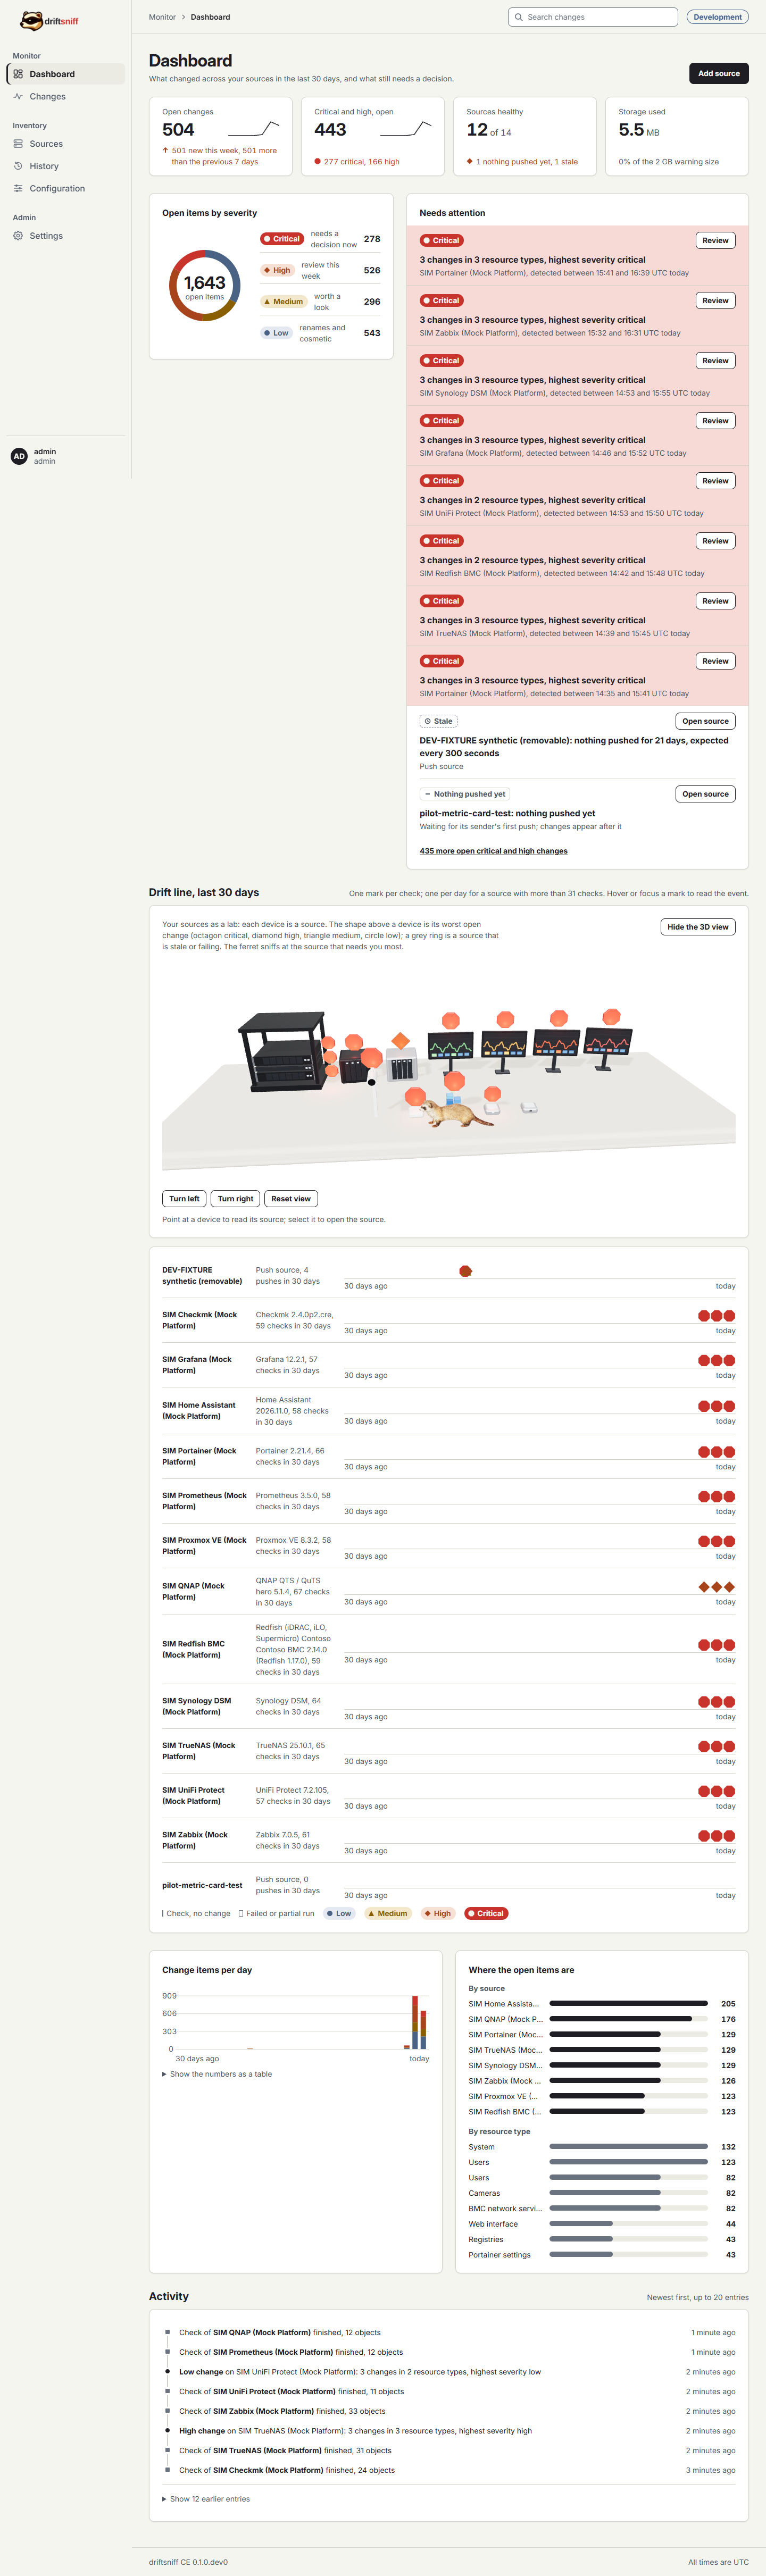 driftsniff
Monitor
Dashboard
Changes
Inventory
Sources
History
Configuration
Admin
Settings
AD
admin
admin
Monitor > Dashboard
Search changes
Development
Dashboard
What changed across your sources in the last 30 days, and what still needs a decision.
Add source
Open changes
504
501 new this week, 501 more
than the previous 7 days
Critical and high, open
443
277 critical, 166 high
Sources healthy
12 of 14
1 nothing pushed yet, 1 stale
Storage used
5.5 MB
0% of the 2 GB warning size
Open items by severity
1,643
open items
Critical
needs a
decision now
278
High
review this
week
526
Medium
worth a
look
296
Low
renames and
cosmetic
543
Needs attention
Critical
Review
3 changes in 3 resource types, highest severity critical
SIM Portainer (Mock Platform), detected between 15:41 and 16:39 UTC today
Critical
Review
3 changes in 3 resource types, highest severity critical
SIM Zabbix (Mock Platform), detected between 15:32 and 16:31 UTC today
Critical
Review
3 changes in 3 resource types, highest severity critical
SIM Synology DSM (Mock Platform), detected between 14:53 and 15:55 UTC today
Critical
Review
3 changes in 3 resource types, highest severity critical
SIM Grafana (Mock Platform), detected between 14:46 and 15:52 UTC today
Critical
Review
3 changes in 2 resource types, highest severity critical
SIM UniFi Protect (Mock Platform), detected between 14:53 and 15:50 UTC today
Critical
Review
3 changes in 2 resource types, highest severity critical
SIM Redfish BMC (Mock Platform), detected between 14:42 and 15:48 UTC today
Critical
Review
3 changes in 3 resource types, highest severity critical
SIM TrueNAS (Mock Platform), detected between 14:39 and 15:45 UTC today
Critical
Review
3 changes in 3 resource types, highest severity critical
SIM Portainer (Mock Platform), detected between 14:35 and 15:41 UTC today
Stale
Open source
DEV-FIXTURE synthetic (removable): nothing pushed for 21 days, expected
every 300 seconds
Push source
Nothing pushed yet
Open source
pilot-metric-card-test: nothing pushed yet
Waiting for its sender's first push; changes appear after it
435 more open critical and high changes
Drift line, last 30 days
One mark per check; one per day for a source with more than 31 checks. Hover or focus a mark to read the event.
Your sources as a lab: each device is a source. The shape above a device is its worst open
change (octagon critical, diamond high, triangle medium, circle low); a grey ring is a source that
is stale or failing. The ferret sniffs at the source that needs you most.
Hide the 3D view
Turn left
Turn right
Reset view
Point at a device to read its source; select it to open the source.
DEV-FIXTURE
synthetic (removable)
Push source, 4
pushes in 30 days
30 days ago
today
SIM Checkmk (Mock
Platform)
Checkmk 2.4.0p2.cre,
59 checks in 30 days
30 days ago
today
SIM Grafana (Mock
Platform)
Grafana 12.2.1, 57
checks in 30 days
30 days ago
today
SIM Home Assistant
(Mock Platform)
Home Assistant
2026.11.0, 58 checks
in 30 days
30 days ago
today
SIM Portainer (Mock
Platform)
Portainer 2.21.4, 66
checks in 30 days
30 days ago
today
SIM Prometheus (Mock
Platform)
Prometheus 3.5.0, 58
checks in 30 days
30 days ago
today
SIM Proxmox VE (Mock
Platform)
Proxmox VE 8.3.2, 58
checks in 30 days
30 days ago
today
SIM QNAP (Mock
Platform)
QNAP QTS / QuTS
hero 5.1.4, 67 checks
in 30 days
30 days ago
today
SIM Redfish BMC
(Mock Platform)
Redfish (iDRAC, iLO,
Supermicro) Contoso
Contoso BMC 2.14.0
(Redfish 1.17.0), 59
checks in 30 days
30 days ago
today
SIM Synology DSM
(Mock Platform)
Synology DSM, 64
checks in 30 days
30 days ago
today
SIM TrueNAS (Mock
Platform)
TrueNAS 25.10.1, 65
checks in 30 days
30 days ago
today
SIM UniFi Protect
(Mock Platform)
UniFi Protect 7.2.105,
57 checks in 30 days
30 days ago
today
SIM Zabbix (Mock
Platform)
Zabbix 7.0.5, 61
checks in 30 days
30 days ago
today
pilot-metric-card-test
Push source, 0
pushes in 30 days
30 days ago
today
Check, no change
Failed or partial run
Low
Medium
High
Critical
Change items per day
909
606
303
0
30 days ago
today
Show the numbers as a table
Where the open items are
By source
SIM Home Assista... 205
SIM QNAP (Mock P... 176
SIM Portainer (Moc... 129
SIM TrueNAS (Moc... 129
SIM Synology DSM... 129
SIM Zabbix (Mock ... 126
SIM Proxmox VE (... 123
SIM Redfish BMC (... 123
By resource type
System 132
Users 123
Users 82
Cameras 82
BMC network servi... 82
Web interface 44
Registries 43
Portainer settings 43
Activity
Newest first, up to 20 entries
Check of SIM QNAP (Mock Platform) finished, 12 objects
1 minute ago
Check of SIM Prometheus (Mock Platform) finished, 12 objects
1 minute ago
Low change on SIM UniFi Protect (Mock Platform): 3 changes in 2 resource types, highest severity low
2 minutes ago
Check of SIM UniFi Protect (Mock Platform) finished, 11 objects
2 minutes ago
Check of SIM Zabbix (Mock Platform) finished, 33 objects
2 minutes ago
High change on SIM TrueNAS (Mock Platform): 3 changes in 3 resource types, highest severity high
2 minutes ago
Check of SIM TrueNAS (Mock Platform) finished, 31 objects
2 minutes ago
Check of SIM Checkmk (Mock Platform) finished, 24 objects
3 minutes ago
Show 12 earlier entries
driftsniff CE 0.1.0.dev0
All times are UTC